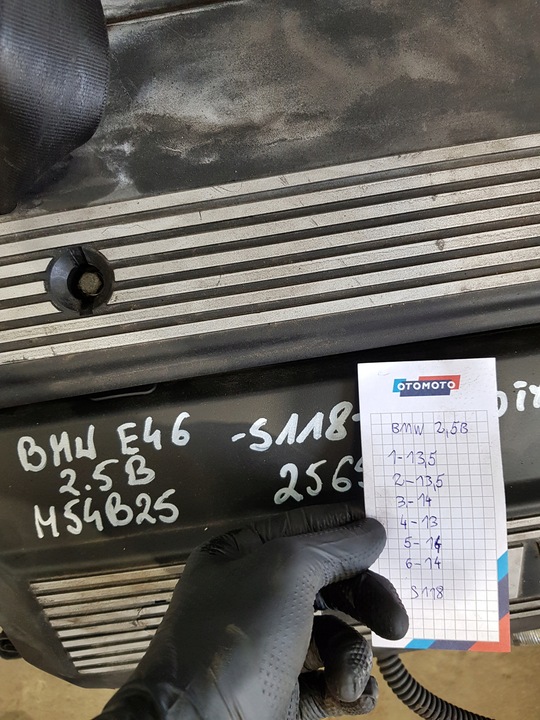 BMW E46
2.5B
M54B25
-S118-
256
OTOMOTO
BMW 2,5B
1-13,5
2-13,5
3-14
4-13
5-14
6-14
S118